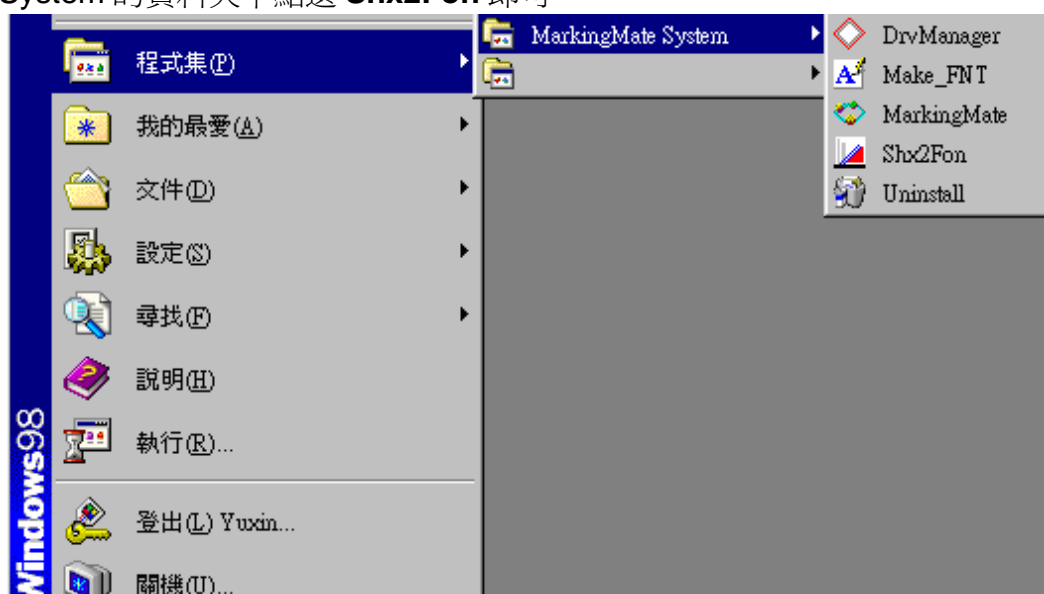 System 的資料夾中點選 Shx2Fon 即可
程式集(P)
我的最愛(A)
文件(D)
設定(S)
尋找(F)
說明(H)
執行(R)...
登出(L) Yuxin...
關機(U)...
Windows98
MarkingMate System
DrvManager
Make_FNT
MarkingMate
Shx2Fon
Uninstall